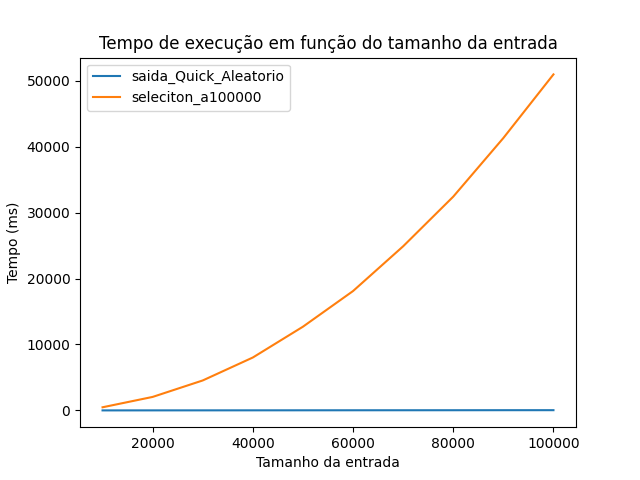 Tempo de execução em função do tamanho da entrada
saida_Quick_Aleatorio
seleciton_a100000
50000
40000
30000
20000
10000
0
Tempo (ms)
20000 40000 60000 80000 100000
Tamanho da entrada